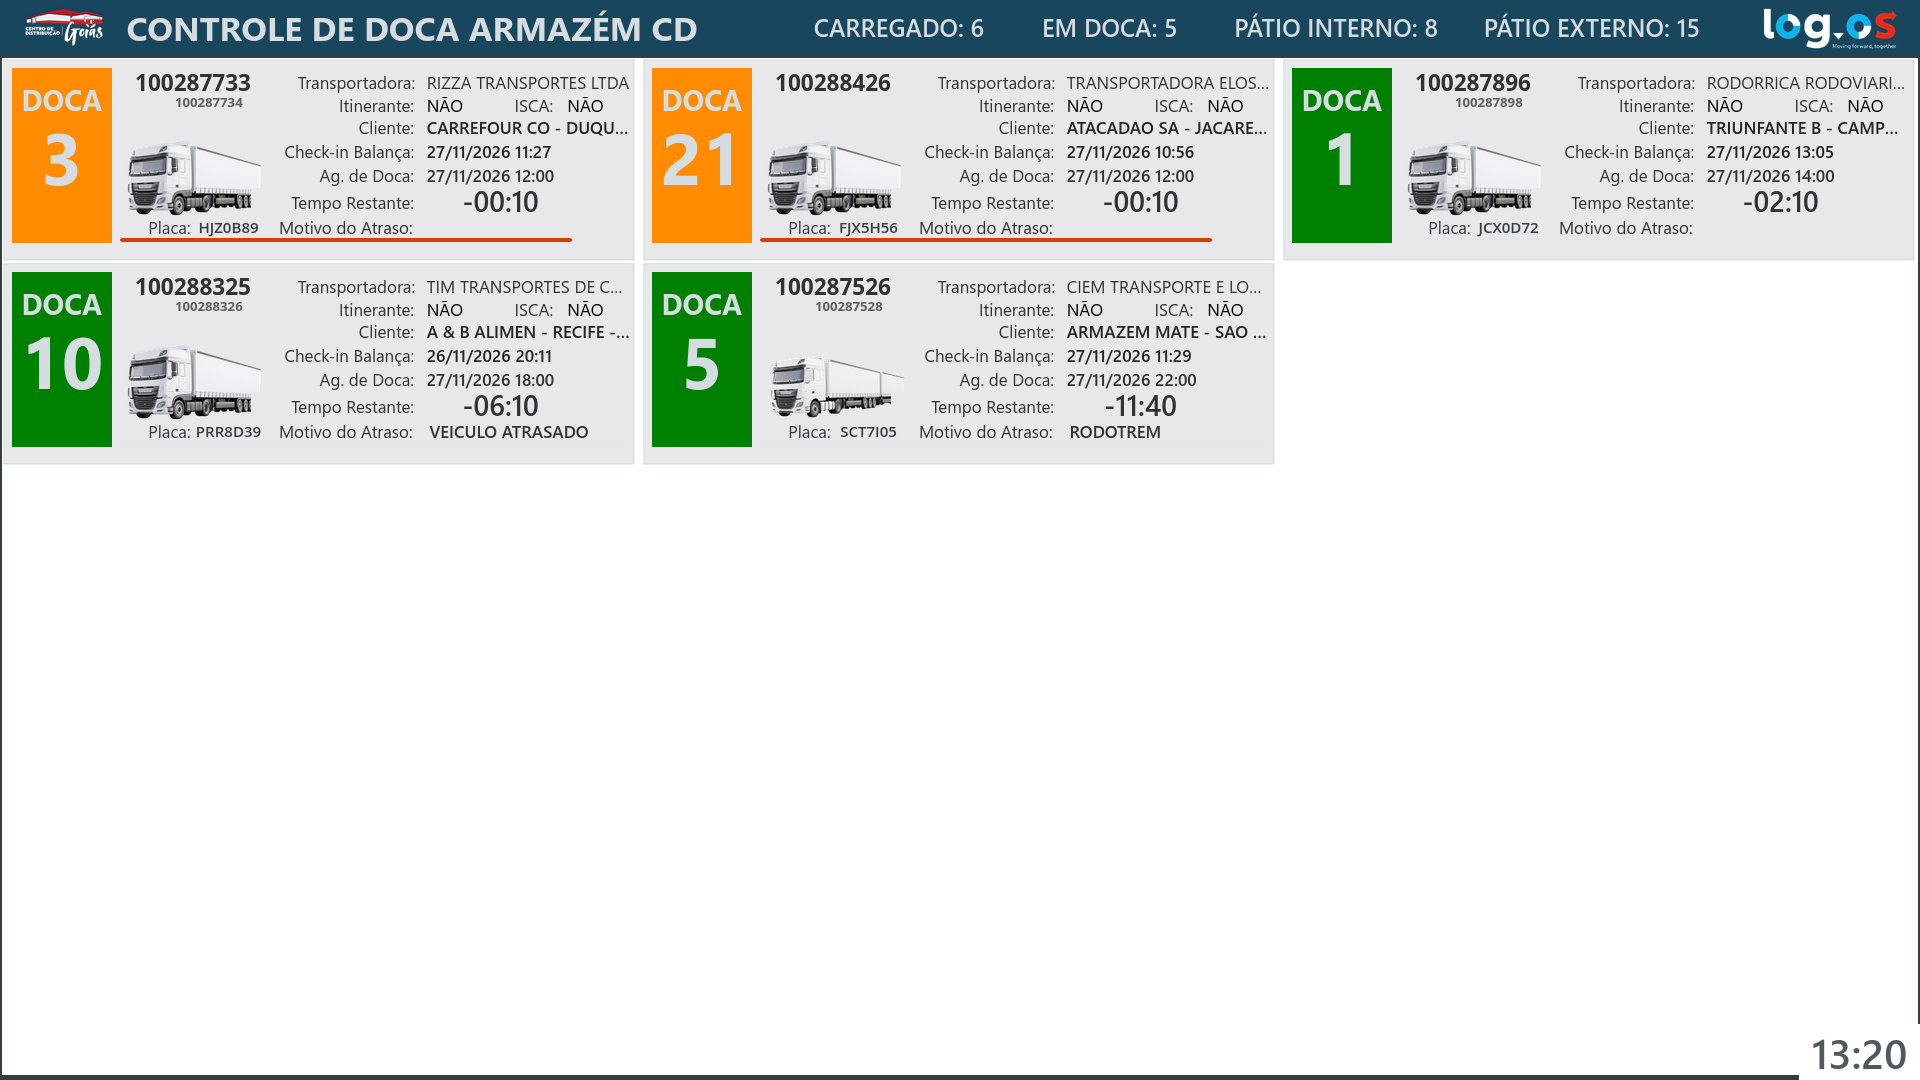 CENTRO DE DISTRIBUIÇÃO Goiás
CONTROLE DE DOCA ARMAZÉM CD
CARREGADO: 6
EM DOCA: 5
PÁTIO INTERNO: 8
PÁTIO EXTERNO: 15
log.os
Moving forward, together
DOCA
3
100287733
100287734
Placa: HJZ0B89
Transportadora: RIZZA TRANSPORTES LTDA
Itinerante: NÃO ISCA: NÃO
Cliente: CARREFOUR CO - DUQU...
Check-in Balança: 27/11/2026 11:27
Ag. de Doca: 27/11/2026 12:00
Tempo Restante: -00:10
Motivo do Atraso:
DOCA
21
100288426
Placa: FJX5H56
Transportadora: TRANSPORTADORA ELOS...
Itinerante: NÃO ISCA: NÃO
Cliente: ATACADAO SA - JACARE...
Check-in Balança: 27/11/2026 10:56
Ag. de Doca: 27/11/2026 12:00
Tempo Restante: -00:10
Motivo do Atraso:
DOCA
1
100287896
100287898
Placa: JCX0D72
Transportadora: RODORRICA RODOVIARI...
Itinerante: NÃO ISCA: NÃO
Cliente: TRIUNFANTE B - CAMP...
Check-in Balança: 27/11/2026 13:05
Ag. de Doca: 27/11/2026 14:00
Tempo Restante: -02:10
Motivo do Atraso:
DOCA
10
100288325
100288326
Placa: PRR8D39
Transportadora: TIM TRANSPORTES DE C...
Itinerante: NÃO ISCA: NÃO
Cliente: A & B ALIMEN - RECIFE -...
Check-in Balança: 26/11/2026 20:11
Ag. de Doca: 27/11/2026 18:00
Tempo Restante: -06:10
Motivo do Atraso: VEICULO ATRASADO
DOCA
5
100287526
100287528
Placa: SCT7I05
Transportadora: CIEM TRANSPORTE E LO...
Itinerante: NÃO ISCA: NÃO
Cliente: ARMAZEM MATE - SAO ...
Check-in Balança: 27/11/2026 11:29
Ag. de Doca: 27/11/2026 22:00
Tempo Restante: -11:40
Motivo do Atraso: RODOTREM
13:20